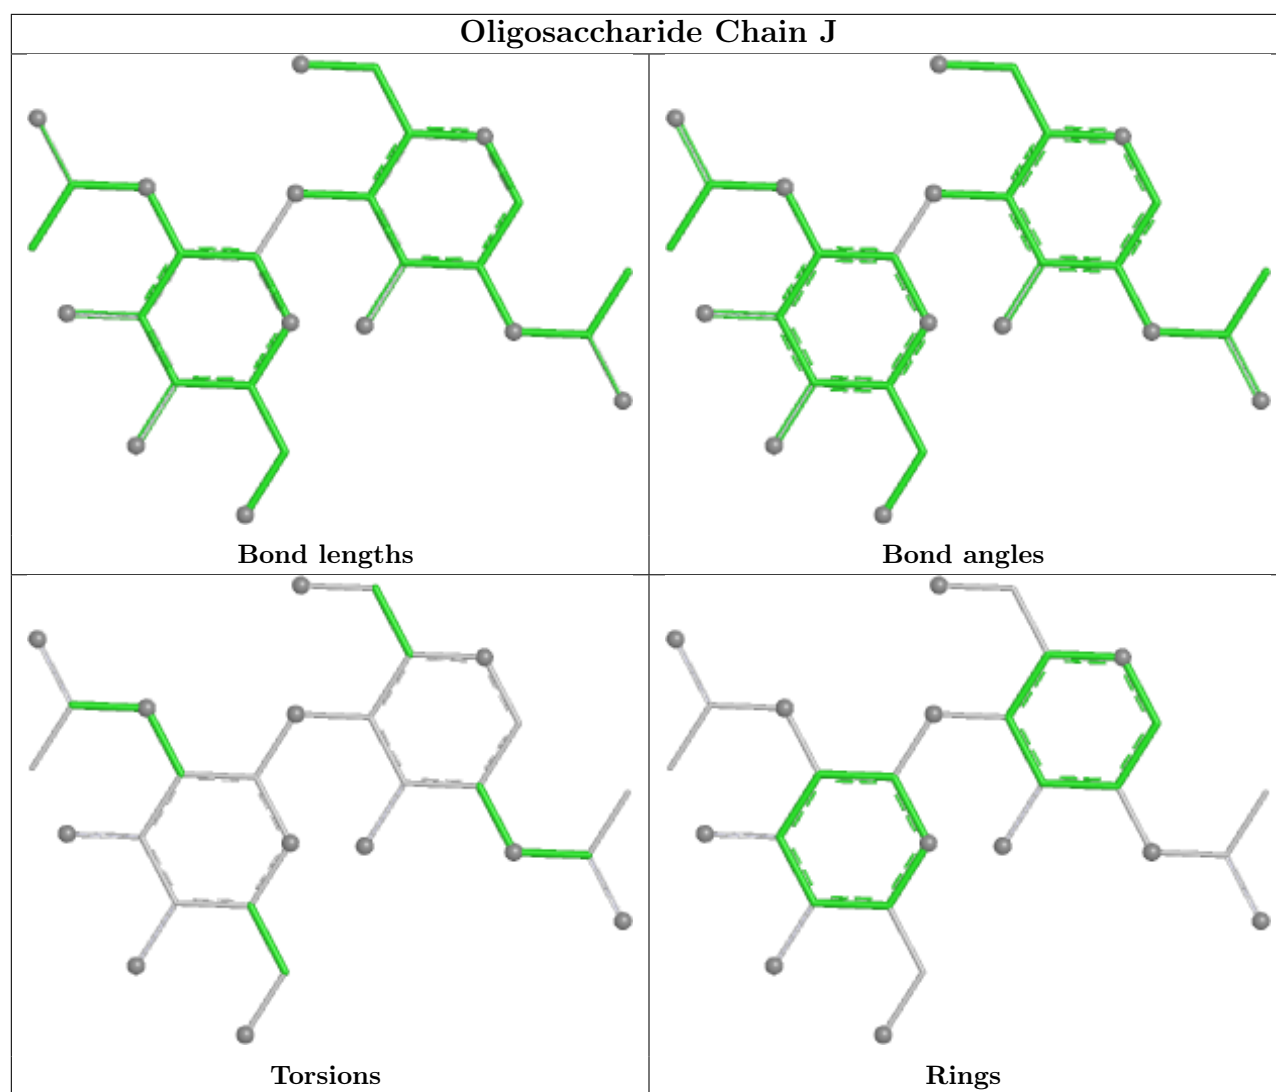 Oligosaccharide Chain J
Bond lengths
Bond angles
Torsions
Rings